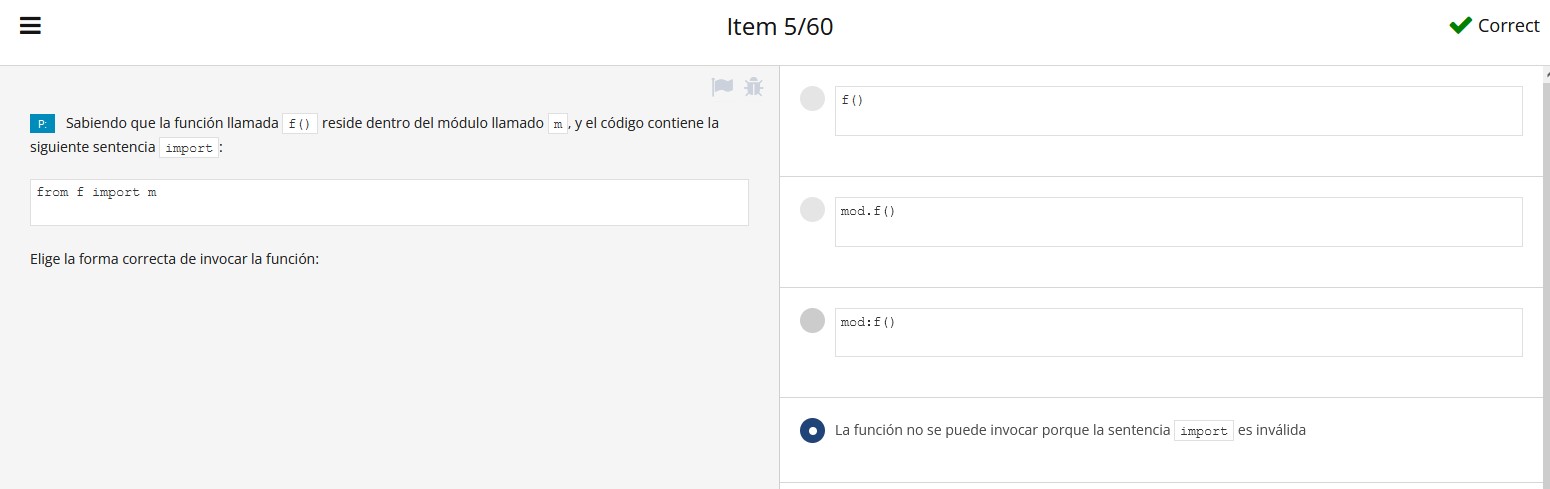 Item 5/60
Correct
P: Sabiendo que la función llamada f() reside dentro del módulo llamado m, y el código contiene la
siguiente sentencia import:
from f import m
Elige la forma correcta de invocar la función:
f()
mod.f()
mod:f()
La función no se puede invocar porque la sentencia import es inválida